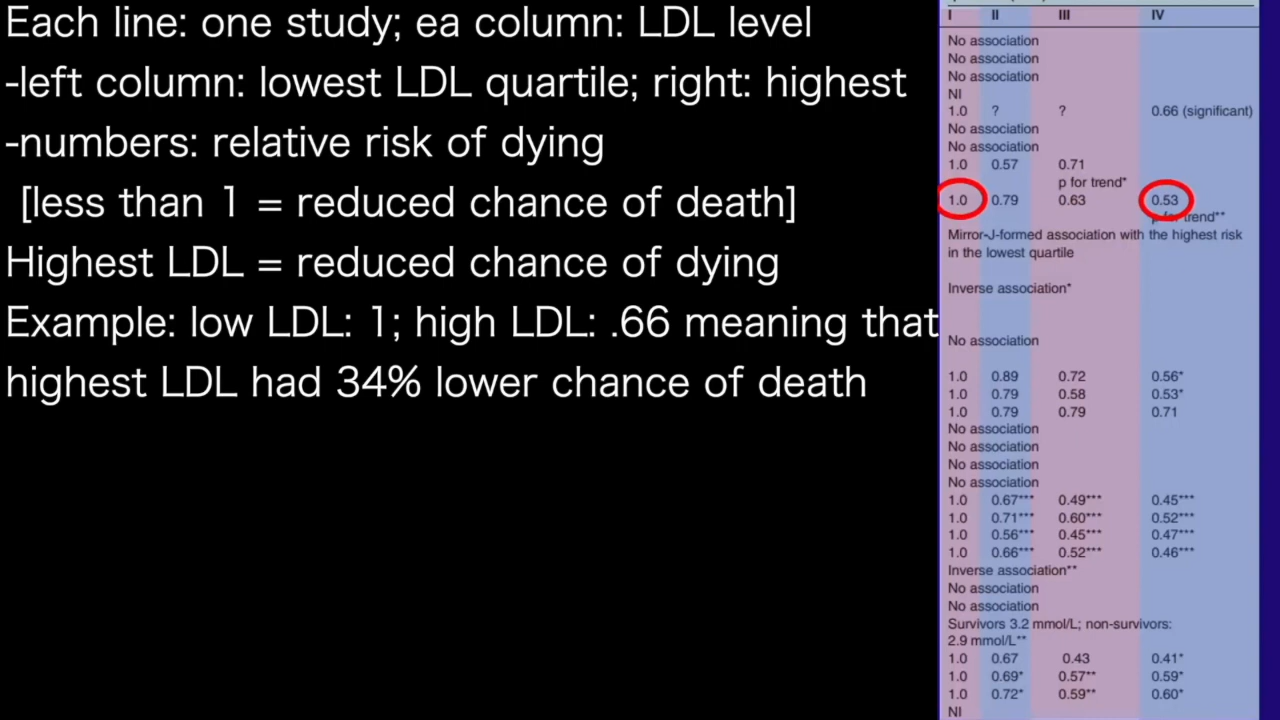 Each line: one study; ea column: LDL level
-left column: lowest LDL quartile; right: highest
-numbers: relative risk of dying
[less than 1 = reduced chance of death]
Highest LDL = reduced chance of dying
Example: low LDL: 1; high LDL: .66 meaning that
highest LDL had 34% lower chance of death
I II III IV
No association
No association
No association
NI
1.0 ? ? 0.66 (significant)
No association
No association
1.0 0.57 0.71
p for trend*
1.0 0.79 0.63 0.53
p for trend**
Mirror-J-formed association with the highest risk
in the lowest quartile
Inverse association*
No association
1.0 0.89 0.72 0.56*
1.0 0.79 0.58 0.53*
1.0 0.79 0.79 0.71
No association
No association
No association
No association
1.0 0.67*** 0.49*** 0.45***
1.0 0.71*** 0.60*** 0.52***
1.0 0.56*** 0.45*** 0.47***
1.0 0.66*** 0.52*** 0.46***
Inverse association**
No association
No association
Survivors 3.2 mmol/L; non-survivors:
2.9 mmol/L**
1.0 0.67 0.43 0.41*
1.0 0.69* 0.57** 0.59*
1.0 0.72* 0.59** 0.60*
NI